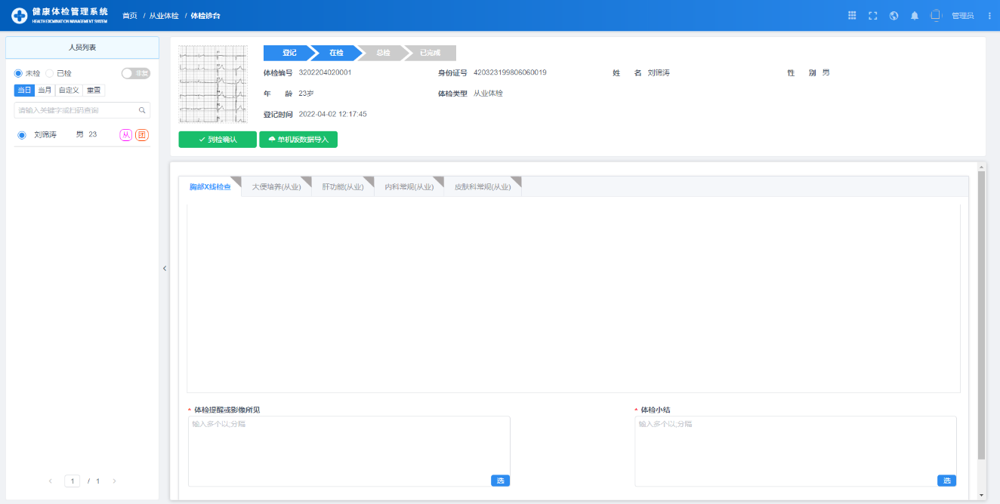 健康体检管理系统
HEALTH EXCMINATION MANAGEMENT SYSTEM
首页 / 从业体检 / 体检诊台
管理员
人员列表
未检 已检 非复
当日 当月 自定义 重置
请输入关键字或扫码查询
刘锦涛 男 23 从 团
1 / 1
登记 在检 总检 已完成
体检编号 3202204020001 身份证号 420323199806060019 姓 名 刘锦涛 性 别 男
年 龄 23岁 体检类型 从业体检
登记时间 2022-04-02 12:17:45
到检确认 单机版数据导入
胸部X线检查 大便培养(从业) 肝功能(从业) 内科常规(从业) 皮肤科常规(从业)
* 体检提醒或影像所见 * 体检小结
输入多个以;分隔 输入多个以;分隔
选 选